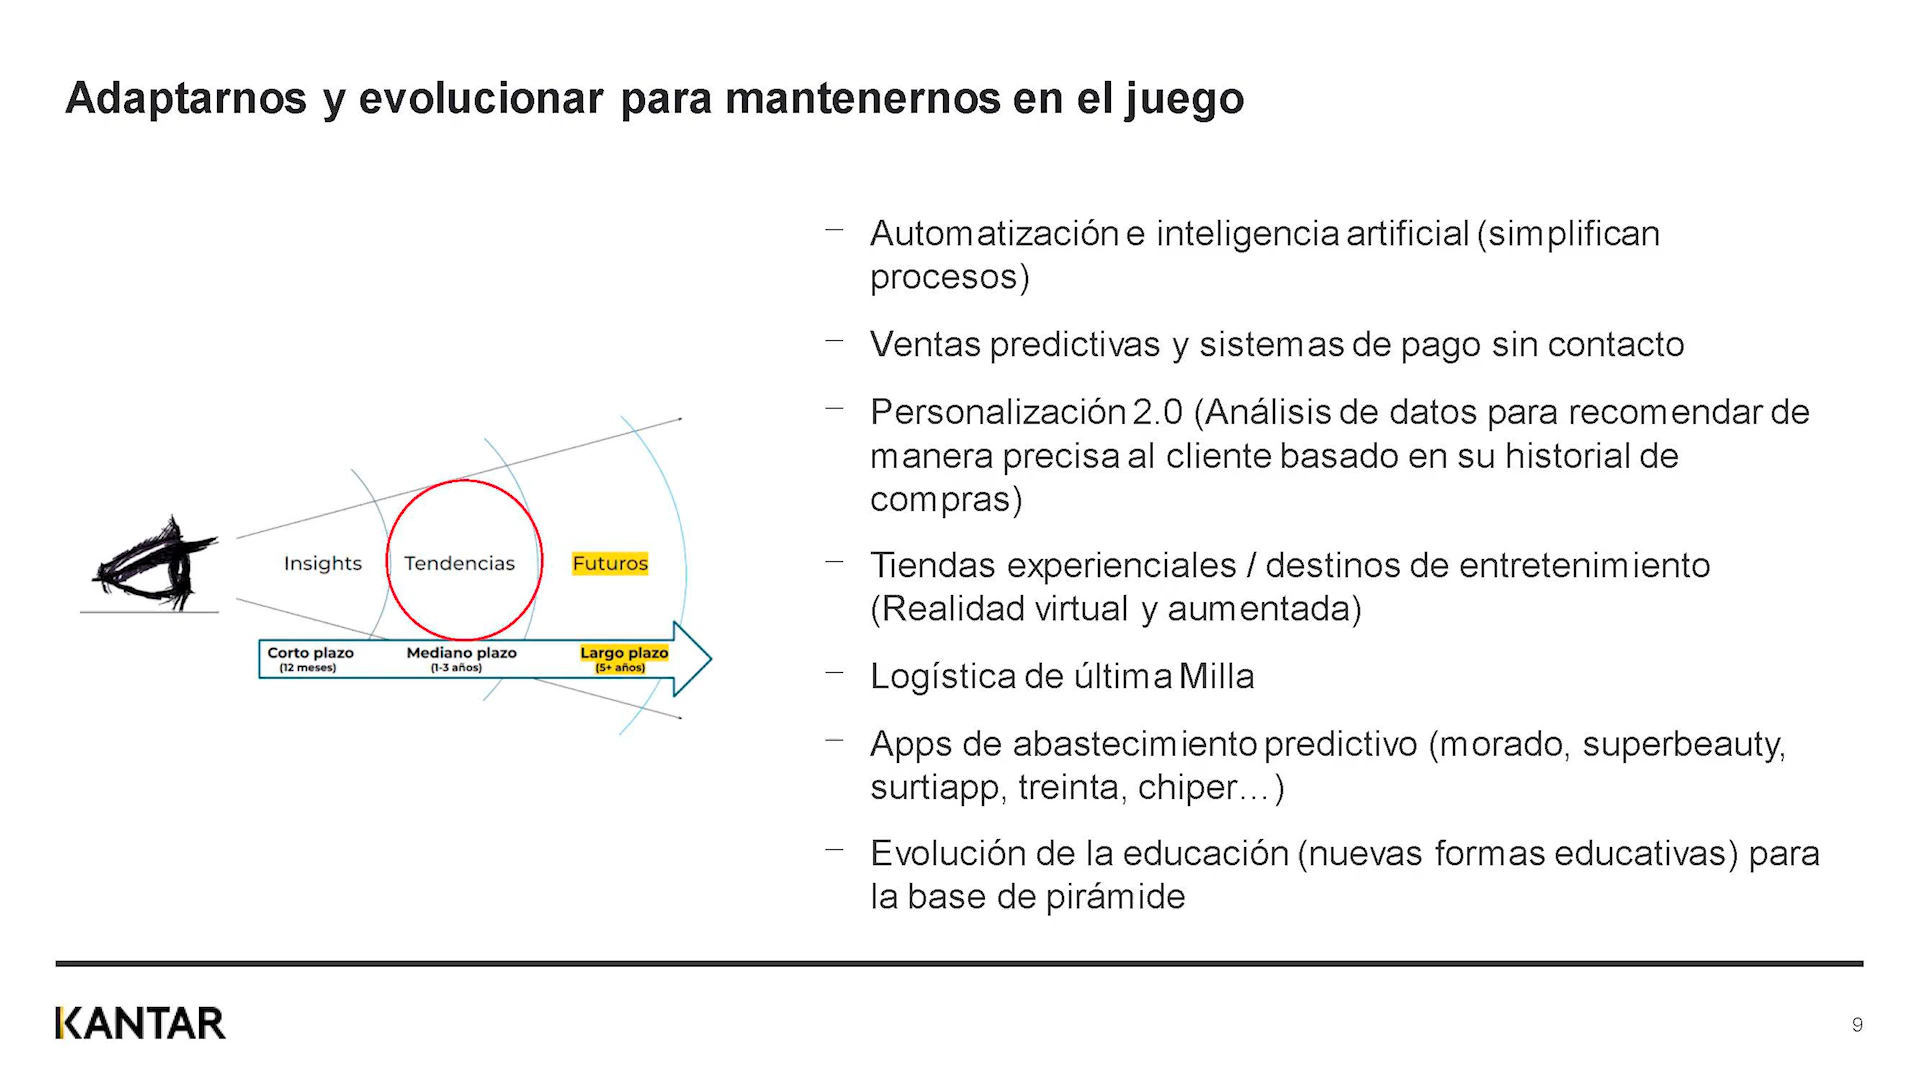 Adaptarnos y evolucionar para mantenernos en el juego
Insights
Tendencias
Futuros
Corto plazo
(12 meses)
Mediano plazo
(1-3 años)
Largo plazo
(5+ años)
– Automatización e inteligencia artificial (simplifican
procesos)
– Ventas predictivas y sistemas de pago sin contacto
– Personalización 2.0 (Análisis de datos para recomendar de
manera precisa al cliente basado en su historial de
compras)
– Tiendas experienciales / destinos de entretenimiento
(Realidad virtual y aumentada)
– Logística de última Milla
– Apps de abastecimiento predictivo (morado, superbeauty,
surtiapp, treinta, chiper…)
– Evolución de la educación (nuevas formas educativas) para
la base de pirámide
KANTAR
9